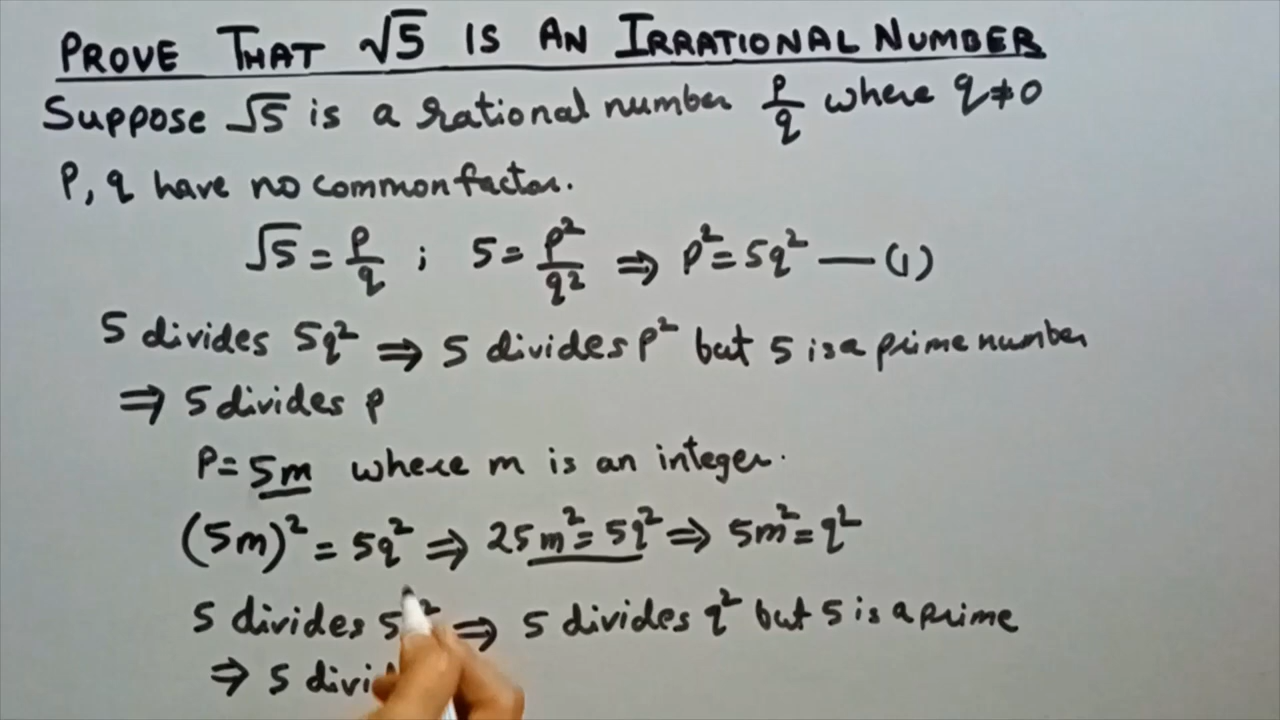 PROVE THAT √5 IS AN IRRATIONAL NUMBER
Suppose √5 is a rational number p/q where q≠0
P, q have no common factor.
√5 = p/q ; 5 = p²/q² ⇒ p² = 5q² — (1)
5 divides 5q² ⇒ 5 divides p² but 5 is a prime number
⇒ 5 divides p
P = 5m where m is an integer.
(5m)² = 5q² ⇒ 25m² = 5q² ⇒ 5m² = q²
5 divides 5 ² ⇒ 5 divides q² but 5 is a prime
⇒ 5 divi